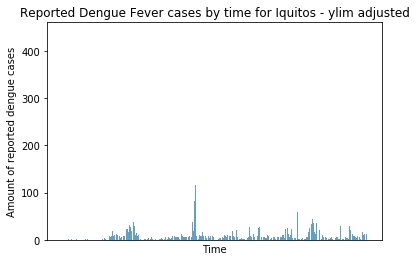 Reported Dengue Fever cases by time for Iquitos - ylim adjusted
Amount of reported dengue cases
400
300
200
100
0
Time